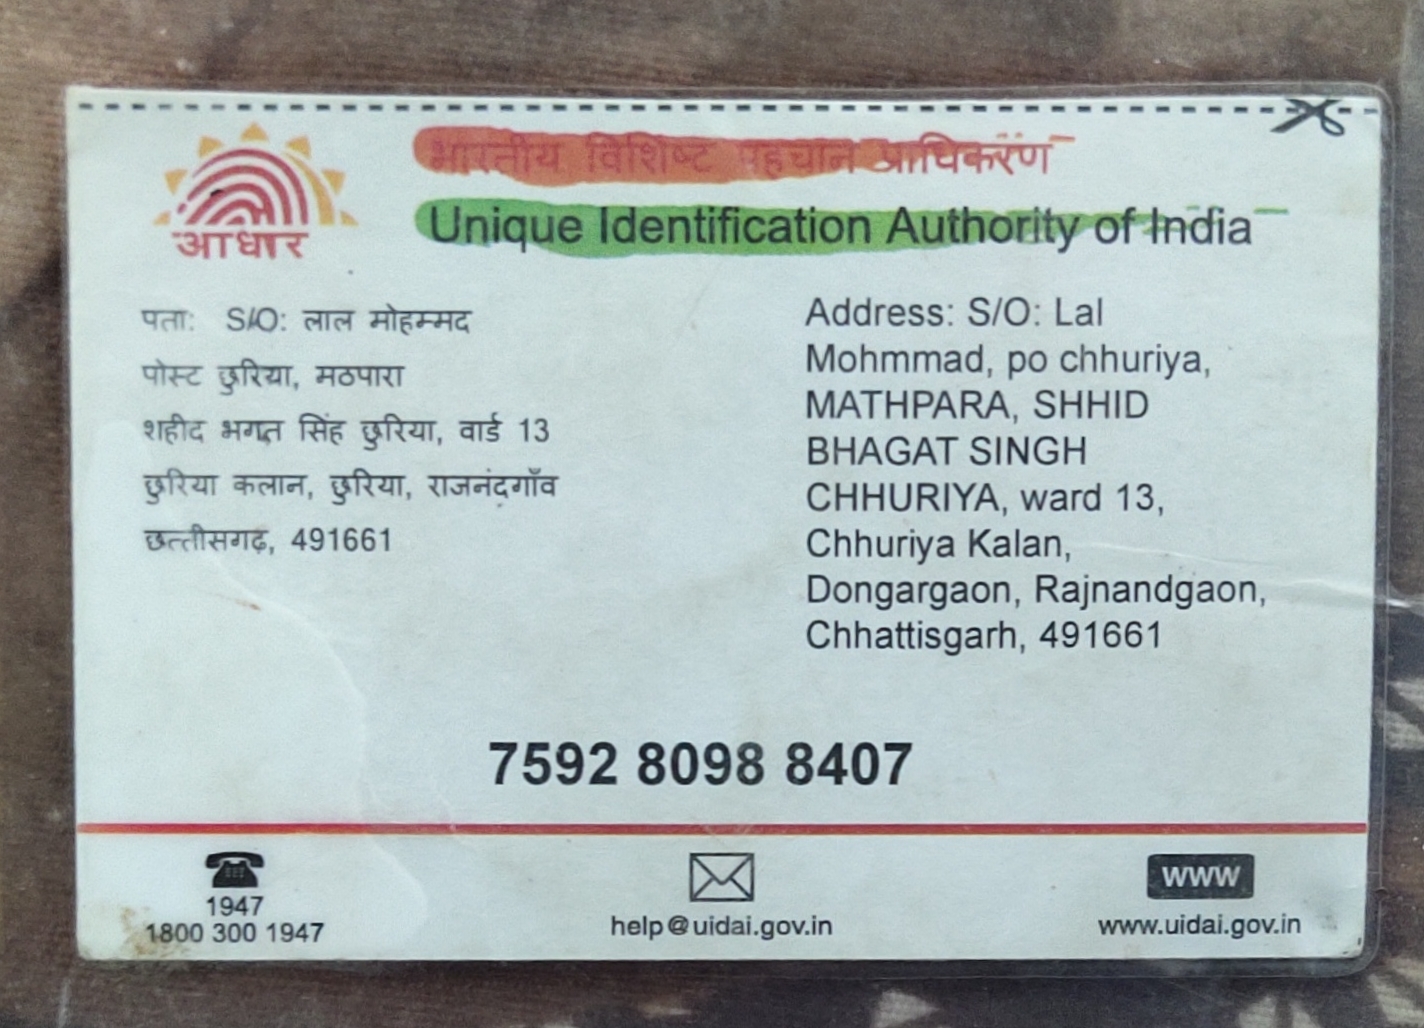 आधार
भारतीय विशिष्ट पहचान प्राधिकरण
Unique Identification Authority of India
पता: S/O: लाल मोहम्मद
पोस्ट छुरिया, मठपारा
शहीद भगत सिंह छुरिया, वार्ड 13
छुरिया कलान, छुरिया, राजनंदगाँव
छत्तीसगढ़, 491661
Address: S/O: Lal
Mohmmad, po chhuriya,
MATHPARA, SHHID
BHAGAT SINGH
CHHURIYA, ward 13,
Chhuriya Kalan,
Dongargaon, Rajnandgaon,
Chhattisgarh, 491661
7592 8098 8407
1947
1800 300 1947
help@uidai.gov.in
WWW
www.uidai.gov.in